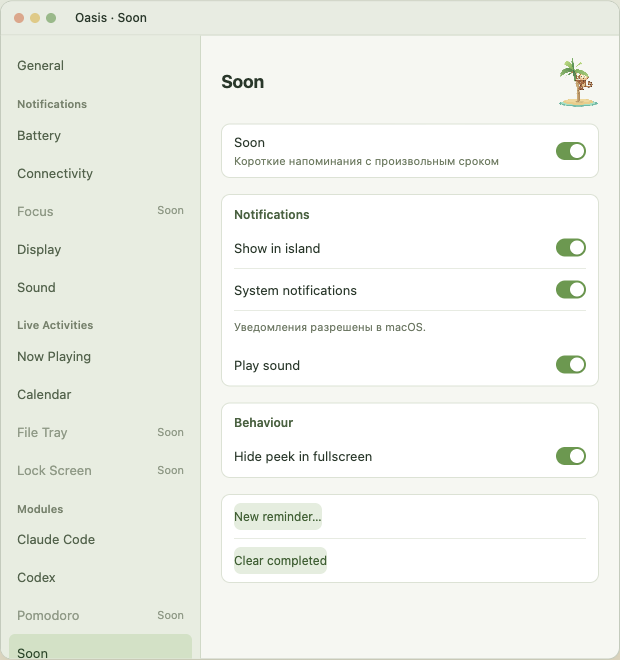 Oasis · Soon
General
Notifications
Battery
Connectivity
Focus Soon
Display
Sound
Live Activities
Now Playing
Calendar
File Tray Soon
Lock Screen Soon
Modules
Claude Code
Codex
Pomodoro Soon
Soon
Soon
Soon
Короткие напоминания с произвольным сроком
Notifications
Show in island
System notifications
Уведомления разрешены в macOS.
Play sound
Behaviour
Hide peek in fullscreen
New reminder...
Clear completed